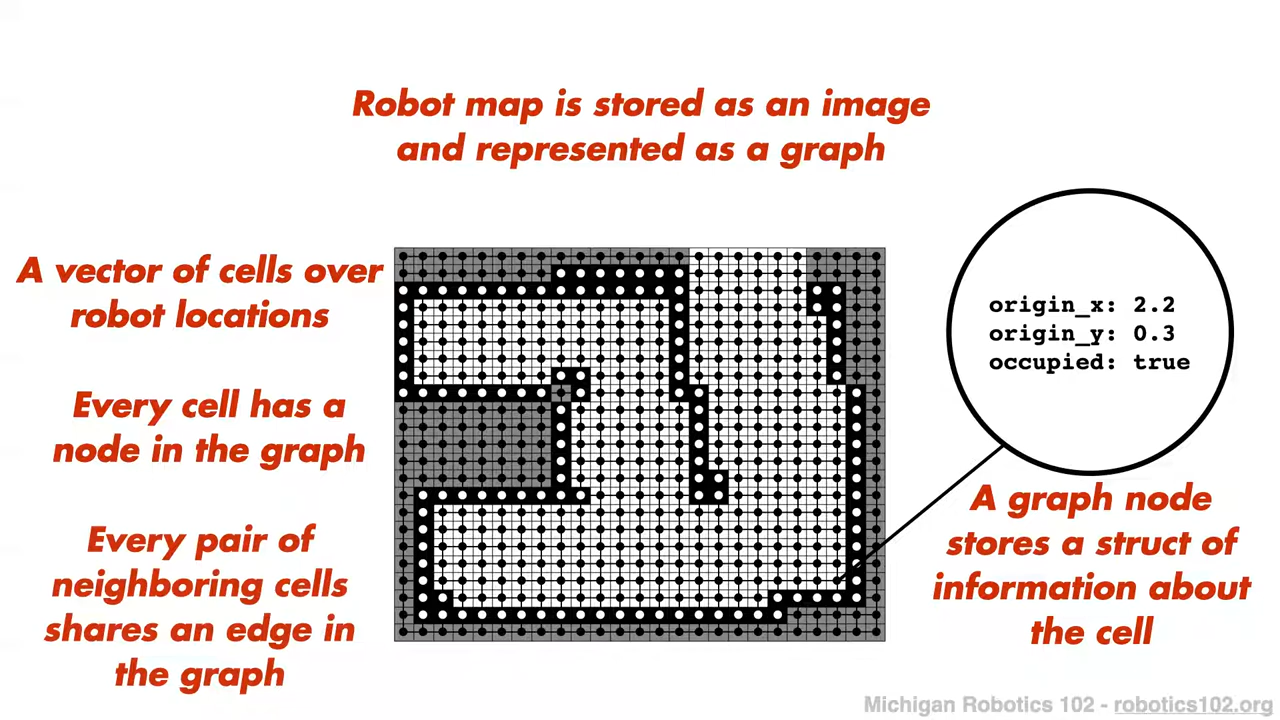 Robot map is stored as an image
and represented as a graph
A vector of cells over
robot locations
Every cell has a
node in the graph
Every pair of
neighboring cells
shares an edge in
the graph
origin_x: 2.2
origin_y: 0.3
occupied: true
A graph node
stores a struct of
information about
the cell
Michigan Robotics 102 - robotics102.org